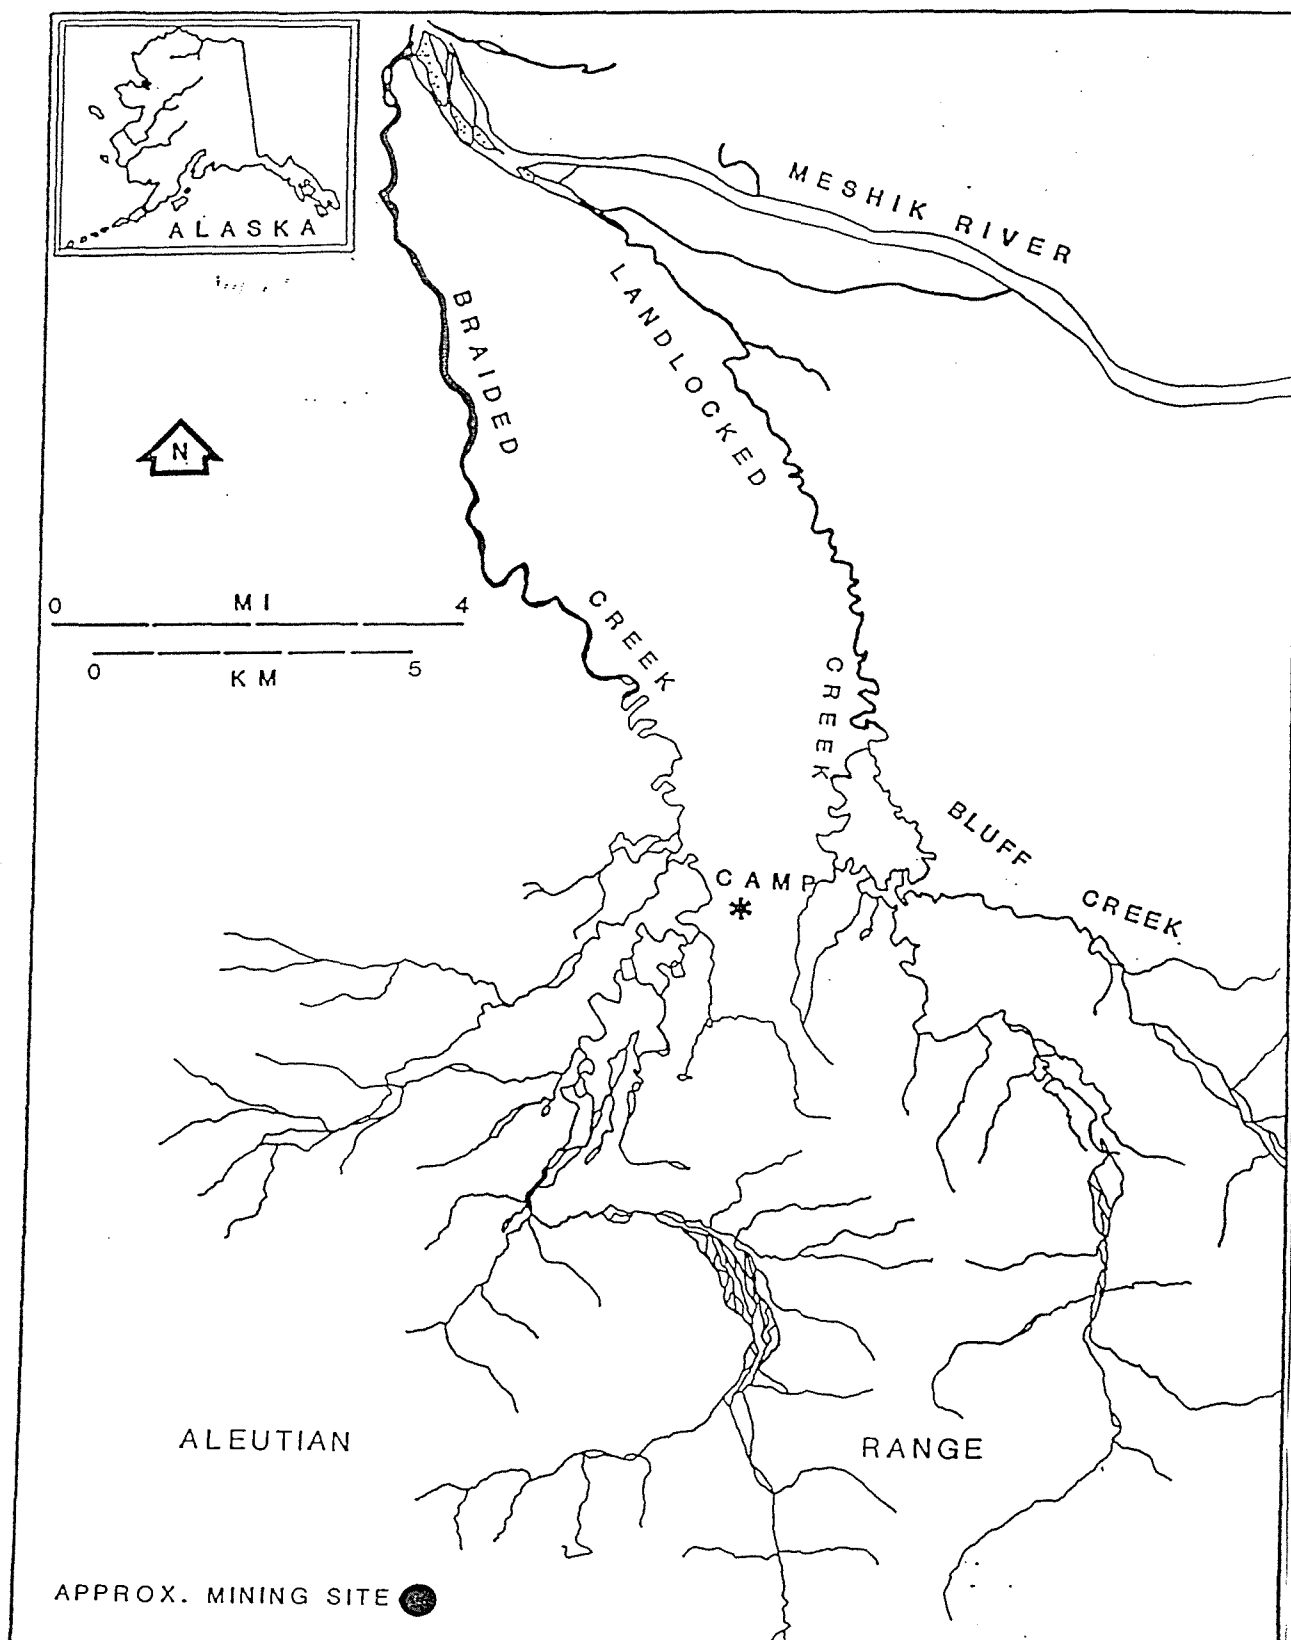 ALASKA
MESHIK RIVER
BRAIDED CREEK
LANDLOCKED CREEK
N
0 MI 4
0 KM 5
BLUFF CREEK
CAMP
ALEUTIAN RANGE
APPROX. MINING SITE